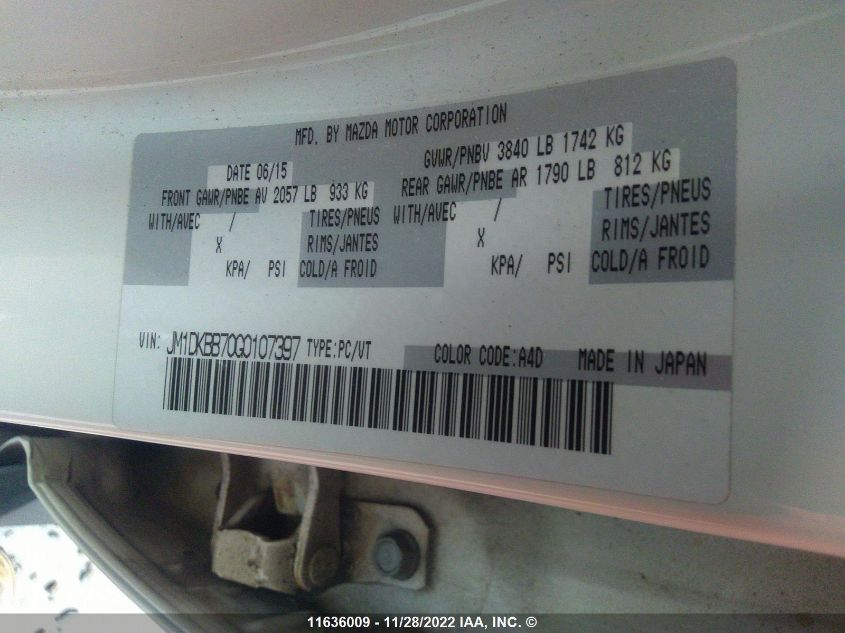 MFD. BY MAZDA MOTOR CORPORATION
DATE 06/15 GVWR/PNBV 3840 LB 1742 KG
FRONT GAWR/PNBE AV 2057 LB 933 KG REAR GAWR/PNBE AR 1790 LB 812 KG
WITH/AVEC / TIRES/PNEUS WITH/AVEC / TIRES/PNEUS
X RIMS/JANTES X RIMS/JANTES
KPA/ PSI COLD/A FROID KPA/ PSI COLD/A FROID
VIN: JM1DKBB70G0107397 TYPE:PC/VT COLOR CODE:A4D MADE IN JAPAN
11636009 - 11/28/2022 IAA, INC. ©